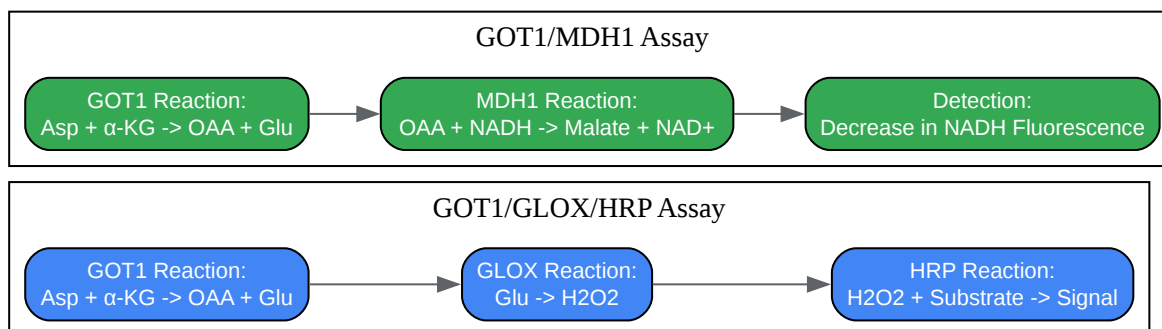 GOT1/MDH1 Assay
GOT1 Reaction:
Asp + α-KG -> OAA + Glu
MDH1 Reaction:
OAA + NADH -> Malate + NAD+
Detection:
Decrease in NADH Fluorescence
GOT1/GLOX/HRP Assay
GOT1 Reaction:
Asp + α-KG -> OAA + Glu
GLOX Reaction:
Glu -> H2O2
HRP Reaction:
H2O2 + Substrate -> Signal